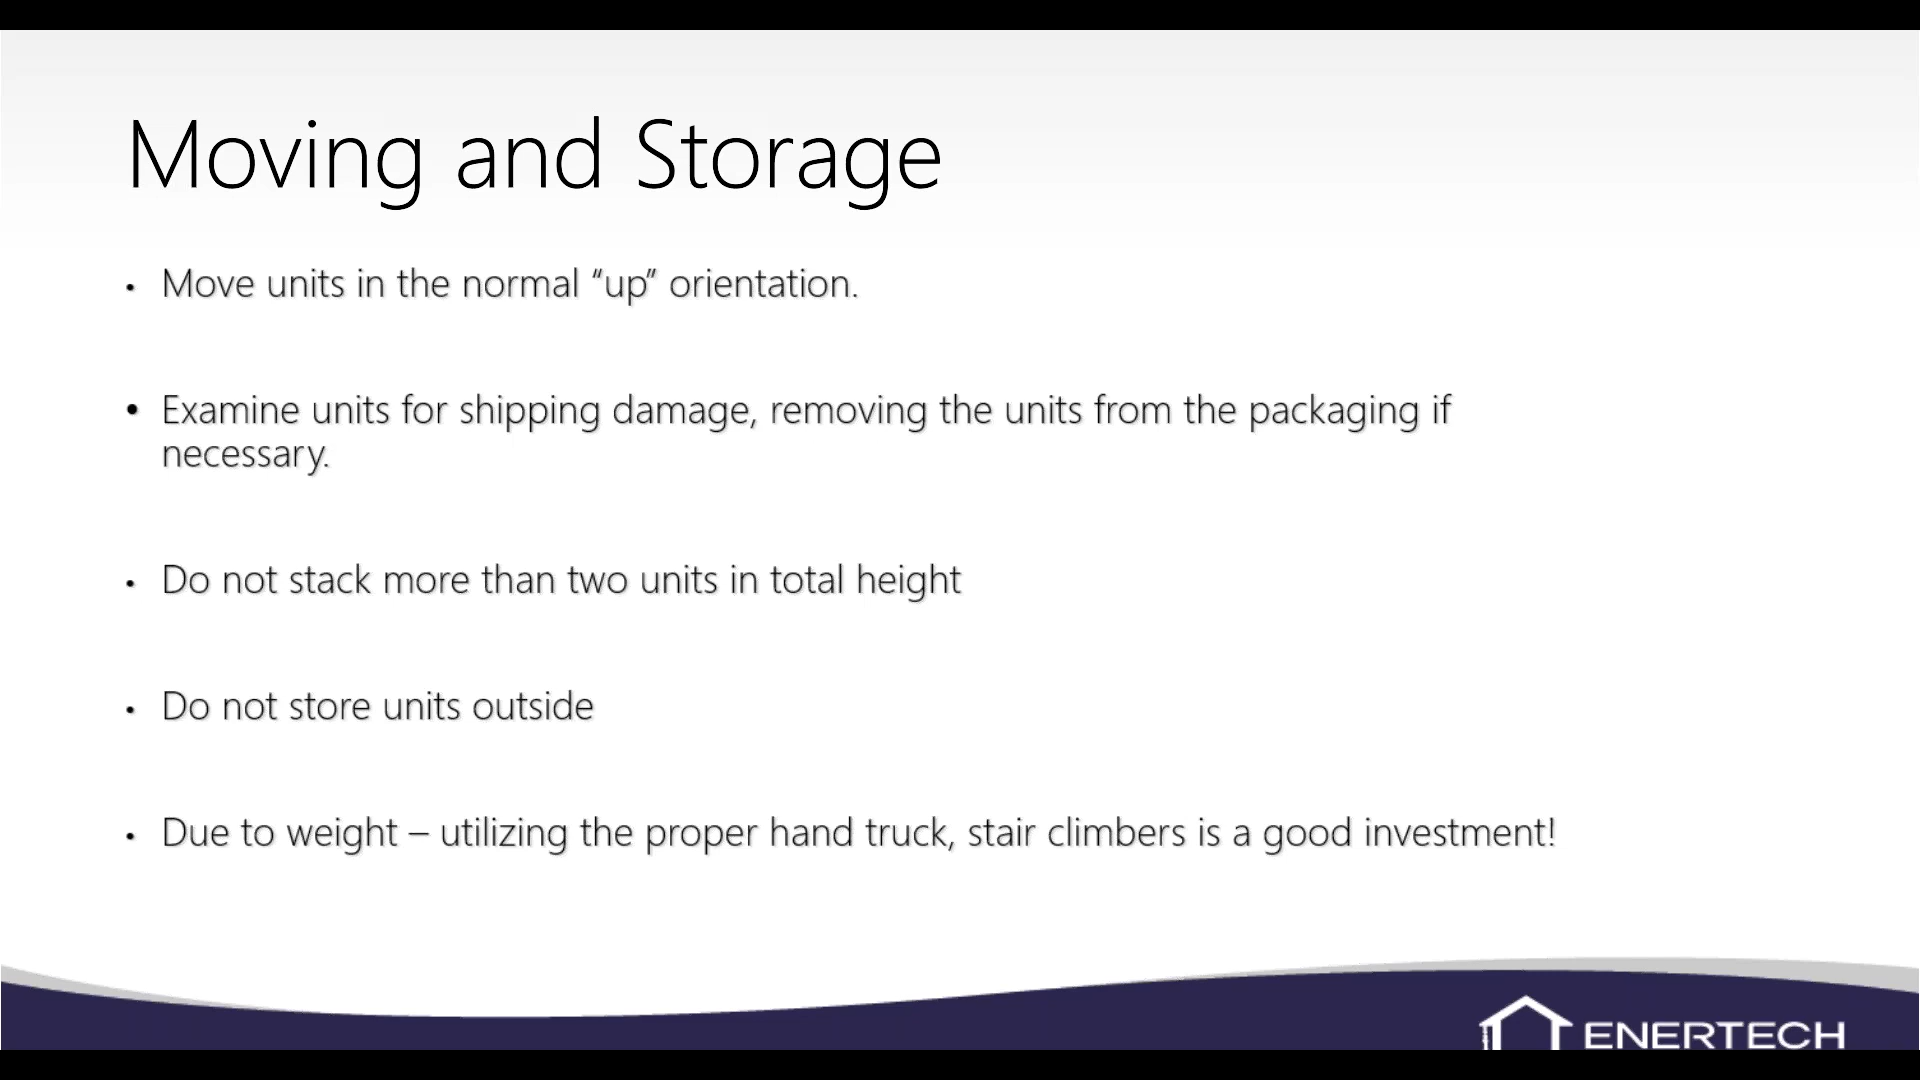 Moving and Storage
• Move units in the normal “up” orientation.
• Examine units for shipping damage, removing the units from the packaging if
necessary.
• Do not stack more than two units in total height
• Do not store units outside
• Due to weight – utilizing the proper hand truck, stair climbers is a good investment!
ENERTECH